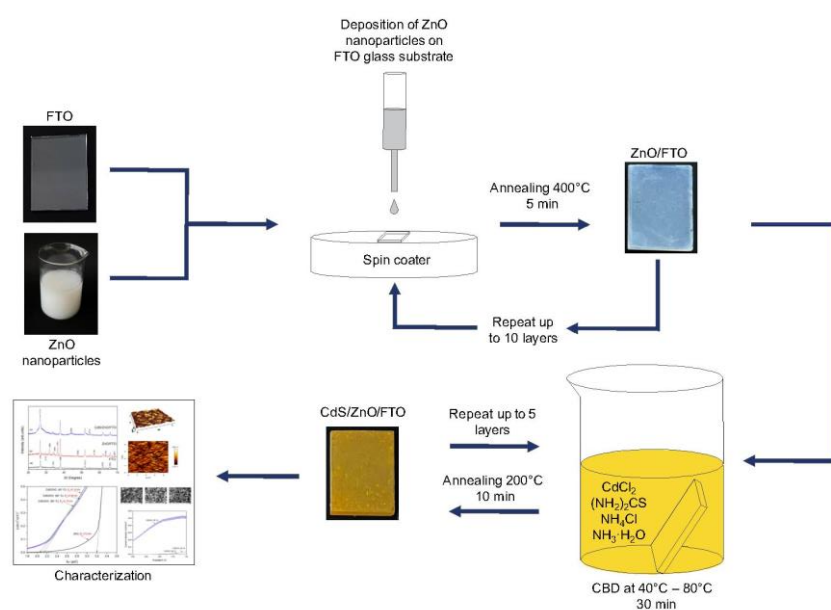 Deposition of ZnO
nanoparticles on
FTO glass substrate
FTO
ZnO/FTO
Annealing 400°C
5 min
Spin coater
ZnO
nanoparticles
Repeat up
to 10 layers
CdS/ZnO/FTO
Repeat up to 5
layers
Annealing 200°C
10 min
CdCl₂
(NH₂)₂CS
NH₄Cl
NH₃·H₂O
Characterization
CBD at 40°C – 80°C
30 min